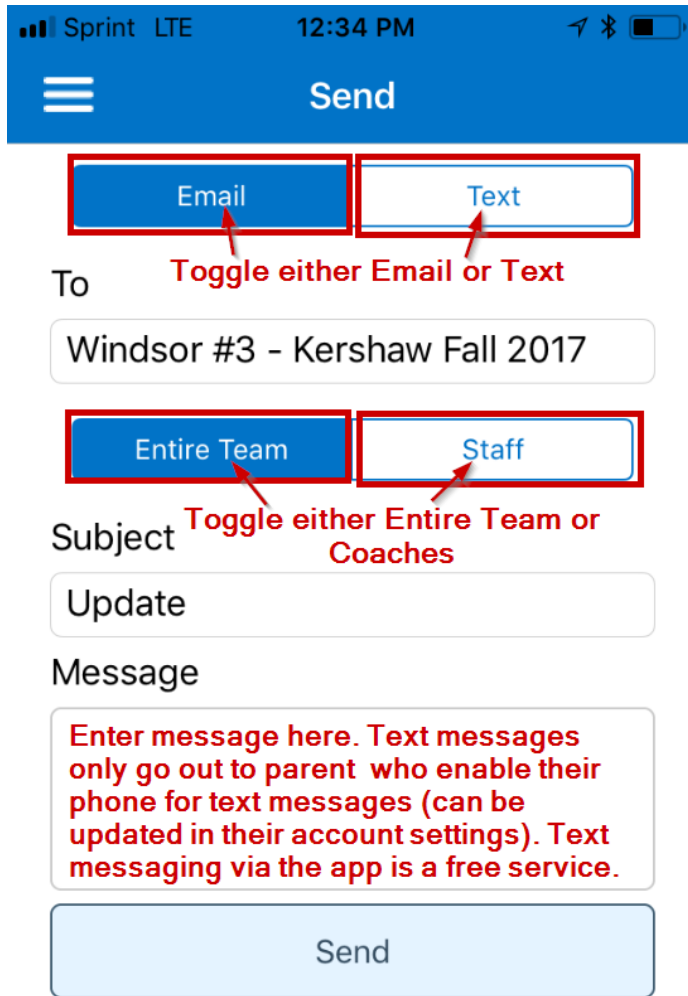 Sprint LTE 12:34 PM
Send
Email Text
Toggle either Email or Text
To
Windsor #3 - Kershaw Fall 2017
Entire Team Staff
Toggle either Entire Team or
Coaches
Subject
Update
Message
Enter message here. Text messages
only go out to parent who enable their
phone for text messages (can be
updated in their account settings). Text
messaging via the app is a free service.
Send